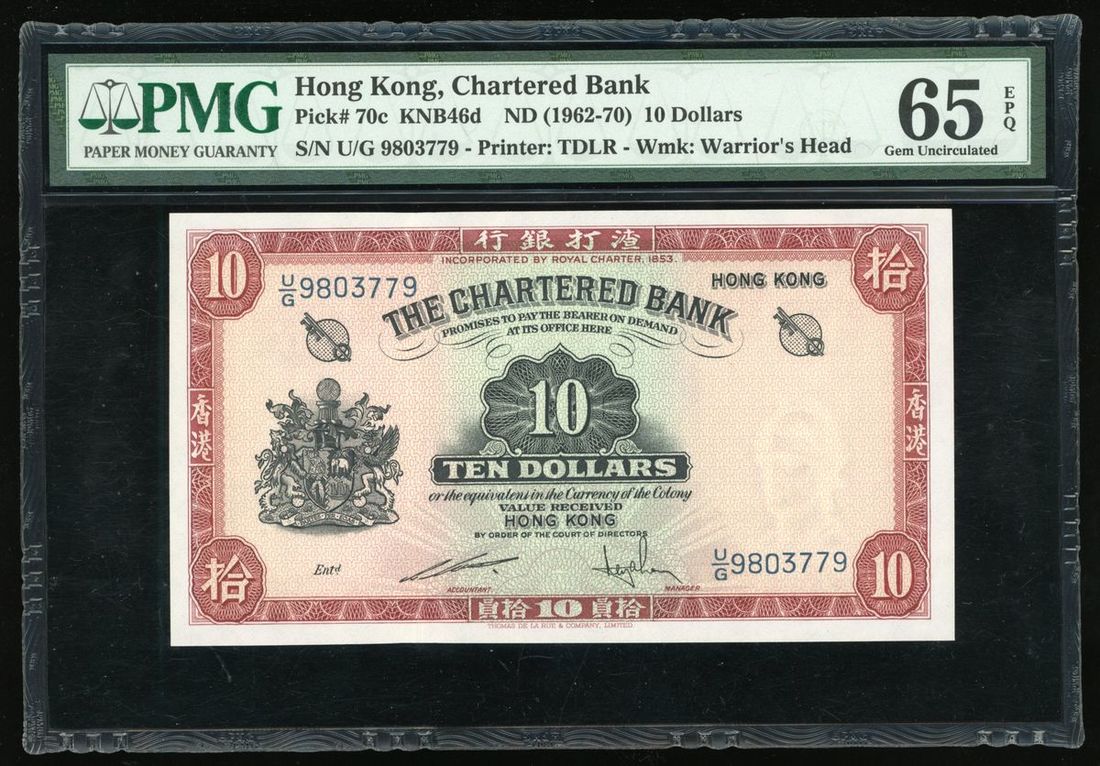 PMG
PAPER MONEY GUARANTY
Hong Kong, Chartered Bank
Pick# 70c KNB46d ND (1962-70) 10 Dollars
S/N U/G 9803779 - Printer: TDLR - Wmk: Warrior's Head
65
EPQ
Gem Uncirculated
行銀打渣
INCORPORATED BY ROYAL CHARTER, 1853.
10
拾
U/G 9803779
HONG KONG
THE CHARTERED BANK
PROMISES TO PAY THE BEARER ON DEMAND
AT ITS OFFICE HERE
10
香港
香港
TEN DOLLARS
or the equivalent in the Currency of the Colony
VALUE RECEIVED
HONG KONG
BY ORDER OF THE COURT OF DIRECTORS
拾
Entd
ACCOUNTANT
MANAGER
U/G 9803779
10
員拾10員拾
THOMAS DE LA RUE & COMPANY, LIMITED.